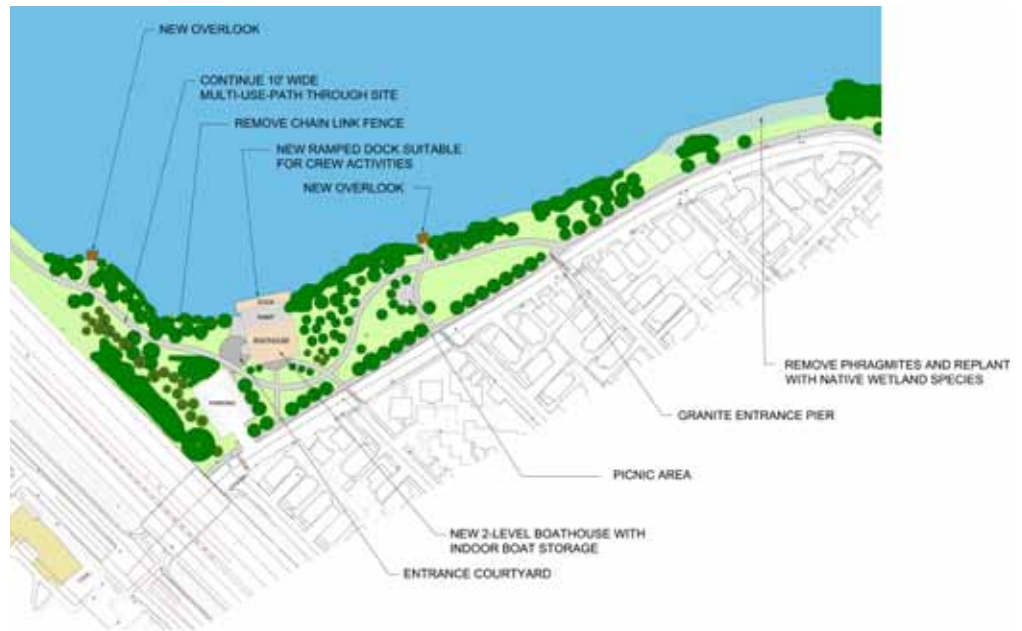 NEW OVERLOOK
CONTINUE 10' WIDE
MULTI-USE-PATH THROUGH SITE
REMOVE CHAIN LINK FENCE
NEW RAMPED DOCK SUITABLE
FOR CREW ACTIVITIES
NEW OVERLOOK
DOCK
RAMP
BOATHOUSE
PARKING
REMOVE PHRAGMITES AND REPLANT
WITH NATIVE WETLAND SPECIES
GRANITE ENTRANCE PIER
PICNIC AREA
NEW 2-LEVEL BOATHOUSE WITH
INDOOR BOAT STORAGE
ENTRANCE COURTYARD